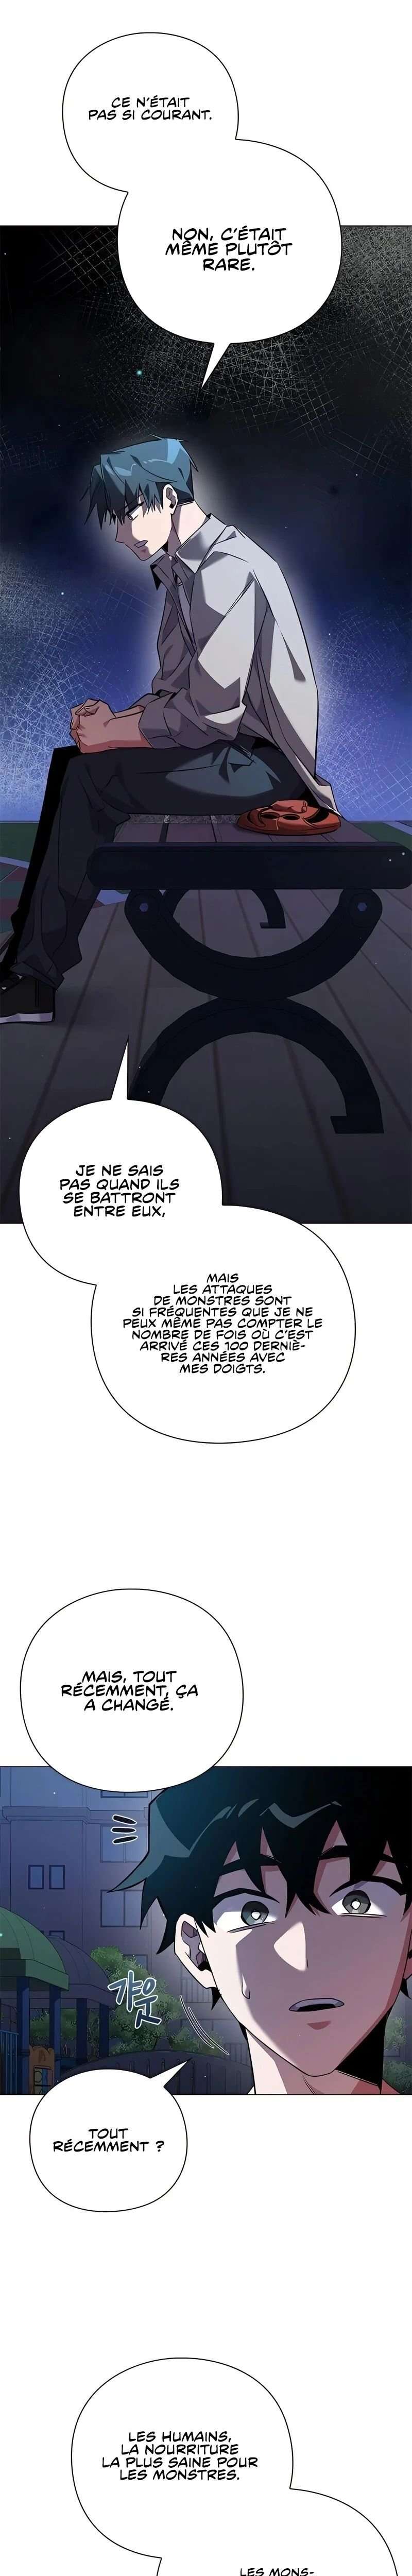 CE N'ÉTAIT
PAS SI COURANT.
NON, C'ÉTAIT
MÊME PLUTÔT
RARE.
JE NE SAIS
PAS QUAND ILS
SE BATTRONT
ENTRE EUX,
MAIS
LES ATTAQUES
DE MONSTRES SONT
SI FRÉQUENTES QUE JE NE
PEUX MÊME PAS COMPTER LE
NOMBRE DE FOIS OÙ C'EST
ARRIVÉ CES 100 DERNIÈ-
RES ANNÉES AVEC
MES DOIGTS.
MAIS, TOUT
RÉCEMMENT, ÇA
A CHANGÉ.
갸웃
TOUT
RÉCEMMENT ?
LES HUMAINS,
LA NOURRITURE
LA PLUS SAINE POUR
LES MONSTRES.
LES MONS-